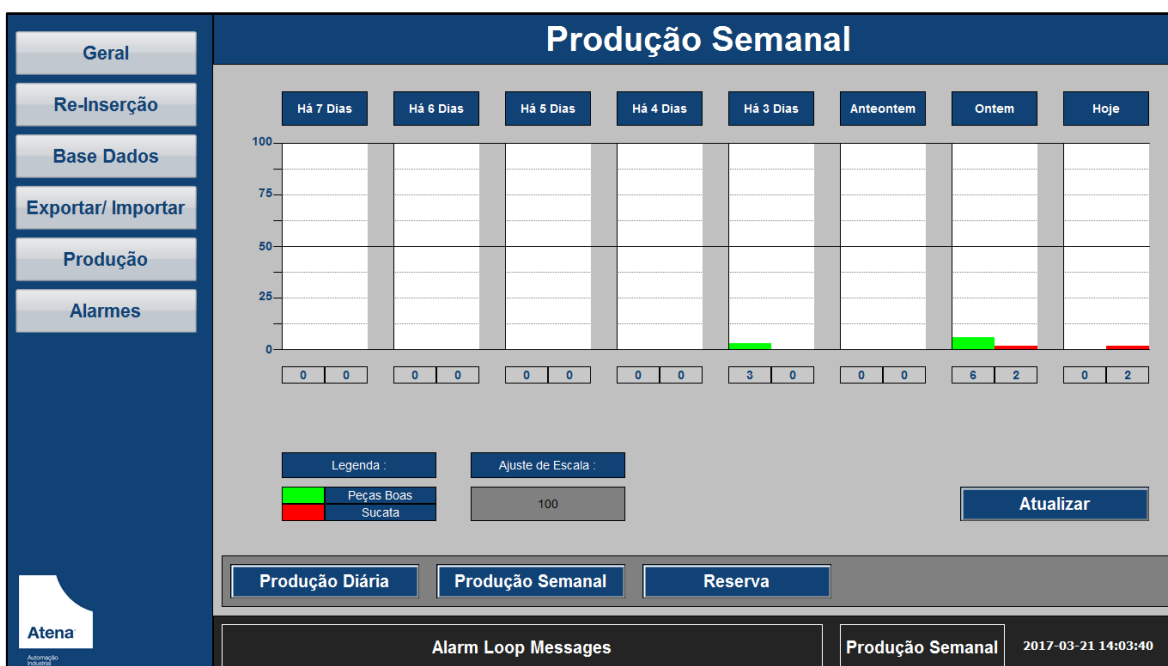 Produção Semanal
Geral
Re-Inserção
Base Dados
Exportar/ Importar
Produção
Alarmes
Há 7 Dias Há 6 Dias Há 5 Dias Há 4 Dias Há 3 Dias Anteontem Ontem Hoje
100
75
50
25
0
0 0 0 0 0 0 0 0 3 0 0 0 6 2 0 2
Legenda : Ajuste de Escala :
Peças Boas
Sucata
100
Atualizar
Produção Diária Produção Semanal Reserva
Atena
Automação
Industrial
Alarm Loop Messages Produção Semanal 2017-03-21 14:03:40